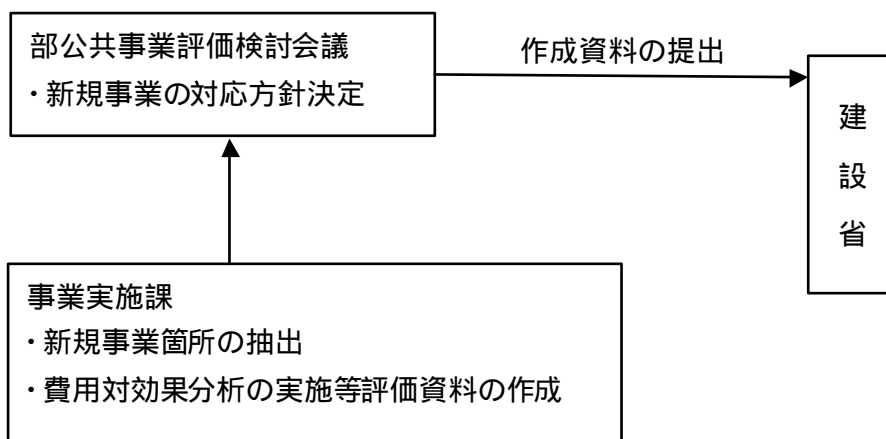 部公共事業評価検討会議
・新規事業の対応方針決定
作成資料の提出
建
設
省
事業実施課
・新規事業箇所の抽出
・費用対効果分析の実施等評価資料の作成